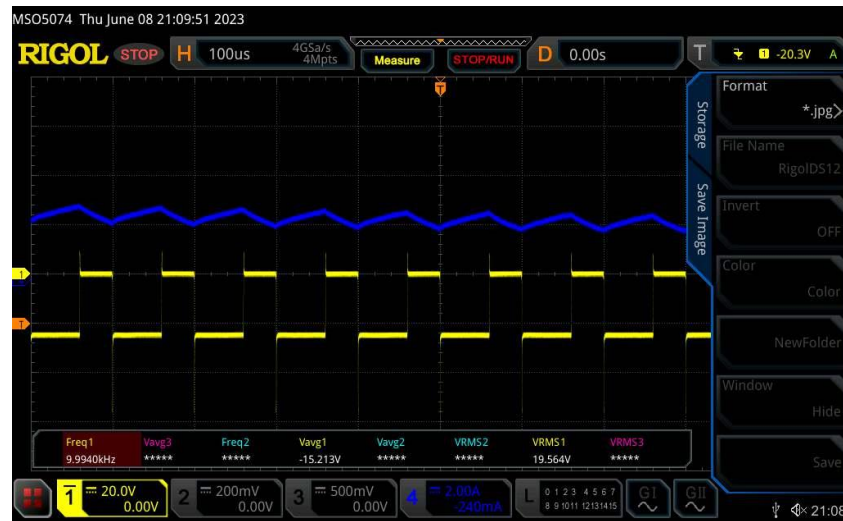 MSO5074 Thu June 08 21:09:51 2023
RIGOL STOP H 100us 4GSa/s 4Mpts Measure STOP/RUN D 0.00s T 1 -20.3V A
T
Storage
Save Image
Format
*.jpg>
File Name
RigolDS12
Invert
OFF
Color
Color
NewFolder
Window
Hide
Save
1
T
Freq1 Vavg3 Freq2 Vavg1 Vavg2 VRMS2 VRMS1 VRMS3
9.9940kHz ***** ***** -15.213V ***** ***** 19.564V *****
1 20.0V 0.00V 2 200mV 0.00V 3 500mV 0.00V 4 2.00A -240mA L 0 1 2 3 4 5 6 7 8 9 10 11 12 13 14 15 GI GII
21:08